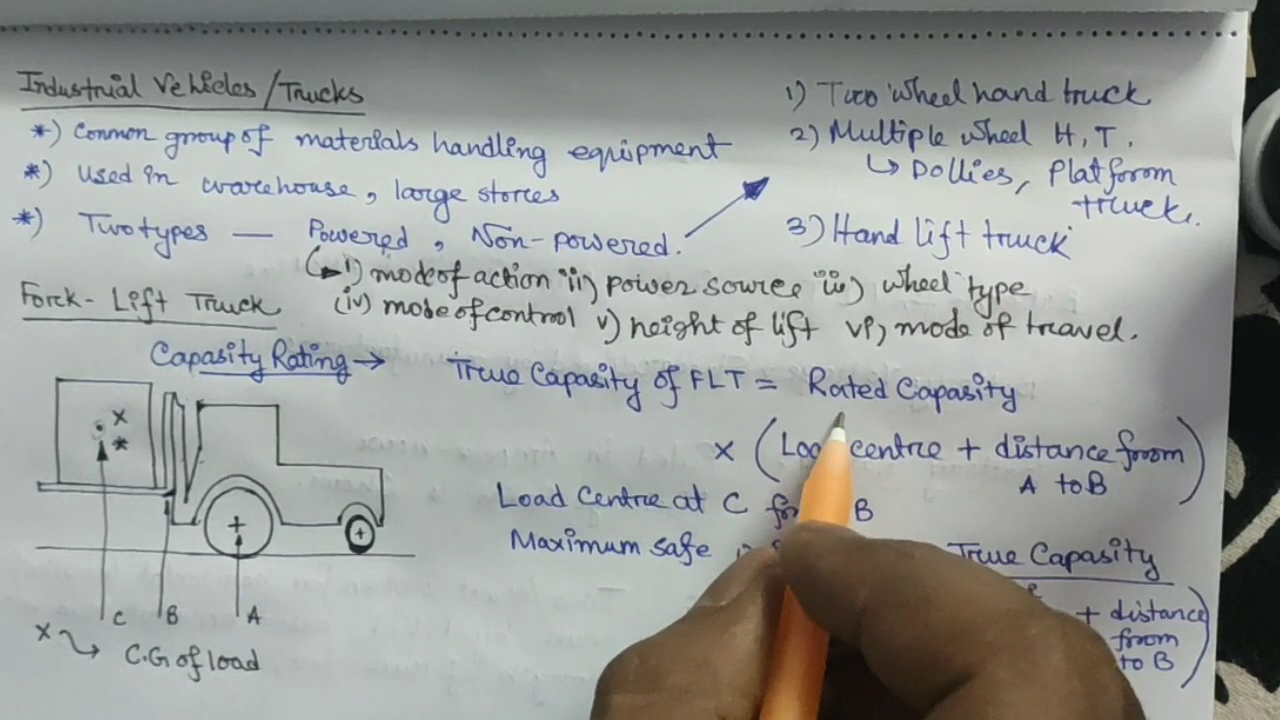 Industrial Vehicles/Trucks
*) Common group of materials handling equipment
*) Used in warehouse, large stores
*) Two types — Powered, Non-powered.
1) Two wheel hand truck
2) Multiple wheel H.T.
↳ Dollies, Platform
truck.
3) Hand lift truck
(→ i) mode of action ii) power source iii) wheel type
(iv) mode of control v) height of lift vi) mode of travel.
Forck-Lift Truck
Capasity Rating →
True Capasity of FLT = Rated Capasity
× ( centre + distance from
A to B )
Load Centre at C B
Maximum safe True Capasity
+ distance
from
to B )
X
*
+ +
C B A
X ↳ C.G of load